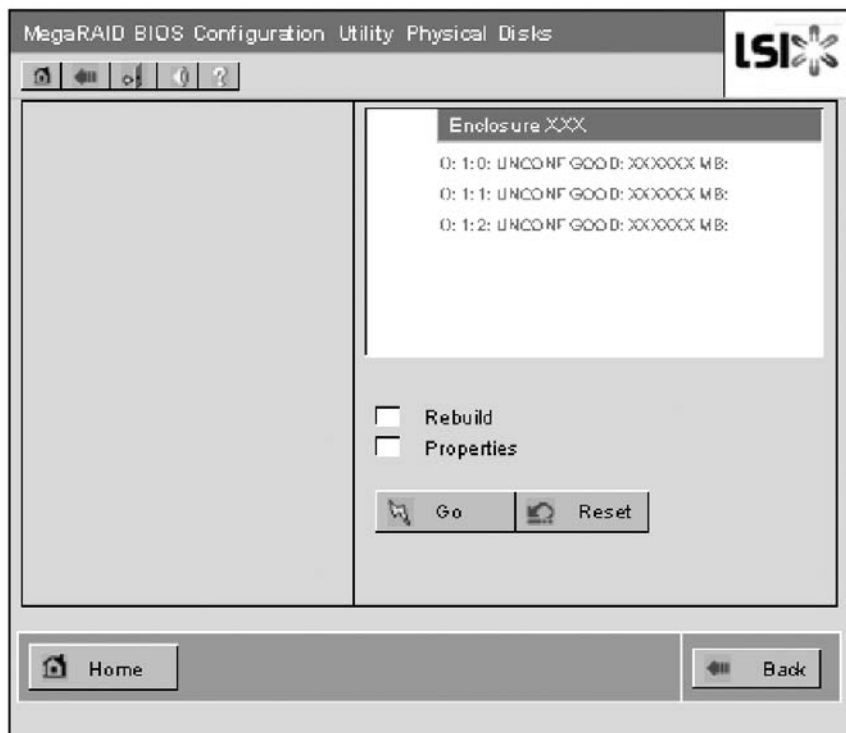 MegaRAID BIOS Configuration Utility Physical Disks
LSI
Enclosure XXX
0: 1:0: UNCONF GOOD: XXXXXX MB:
0: 1:1: UNCONF GOOD: XXXXXX MB:
0: 1:2: UNCONF GOOD: XXXXXX MB:
Rebuild
Properties
Go
Reset
Home
Back